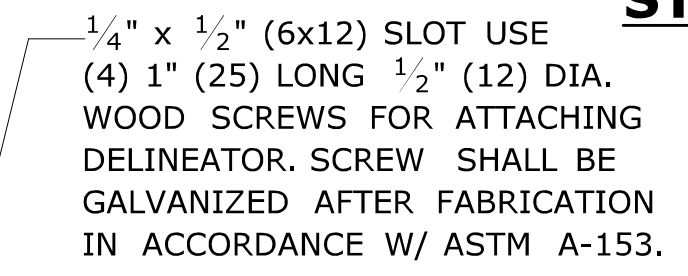 ST
1/4" x 1/2" (6x12) SLOT USE
(4) 1" (25) LONG 1/2" (12) DIA.
WOOD SCREWS FOR ATTACHING
DELINEATOR. SCREW SHALL BE
GALVANIZED AFTER FABRICATION
IN ACCORDANCE W/ ASTM A-153.